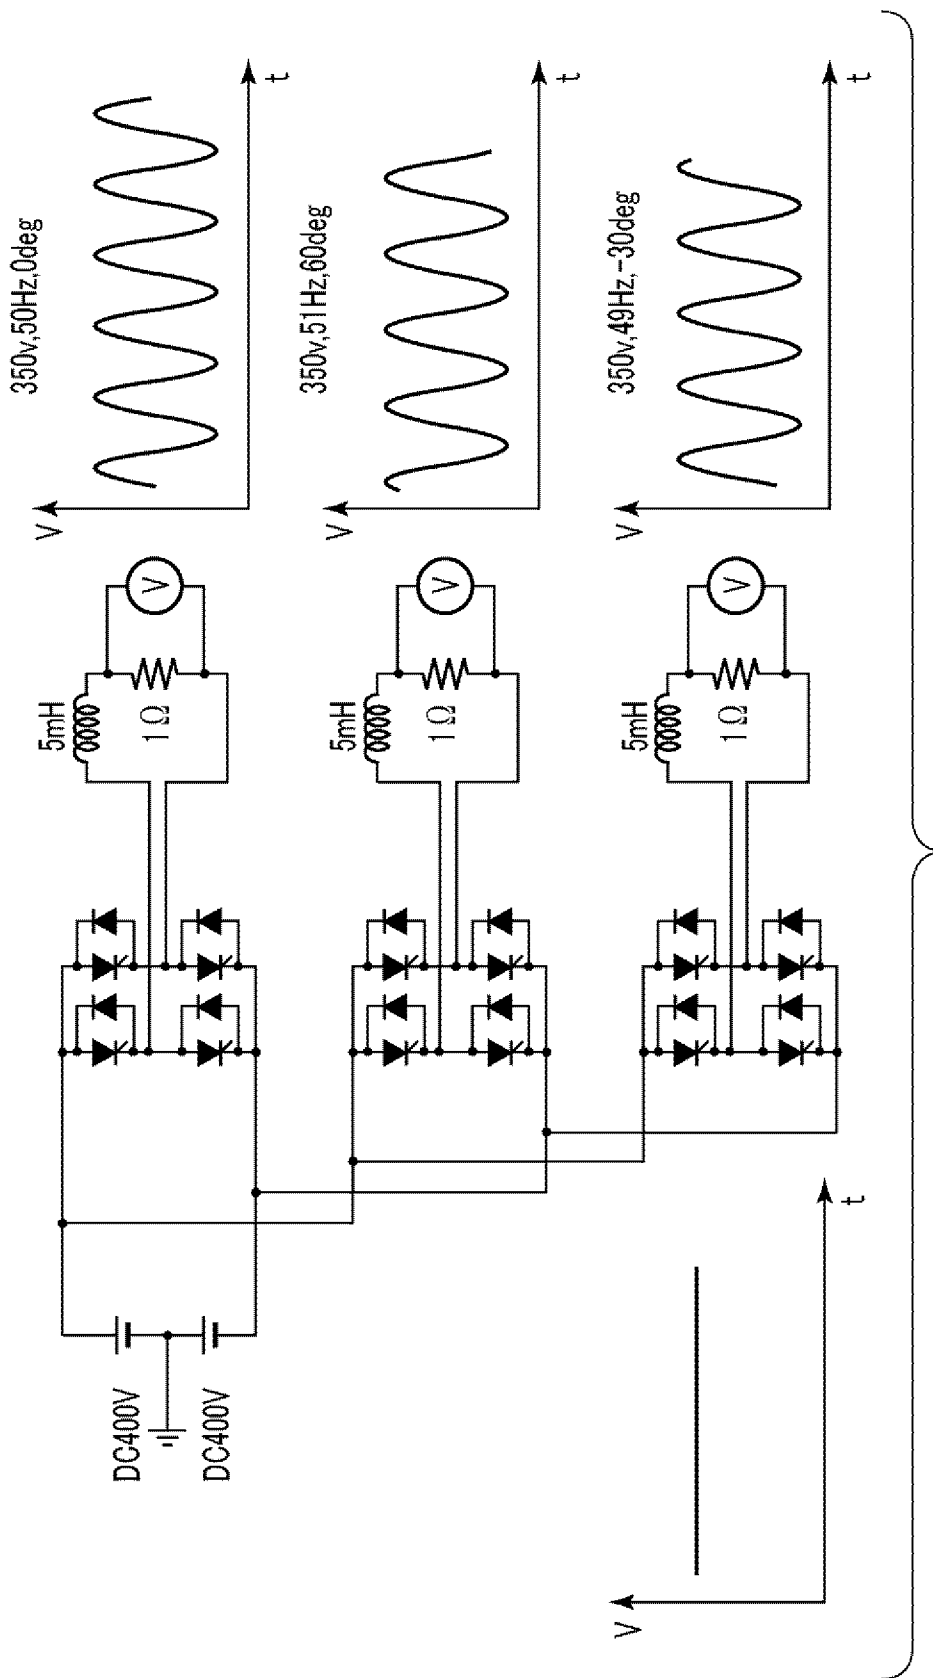 DC400V
DC400V
5mH
1Ω
V
V
t
350v,50Hz,0deg
5mH
1Ω
V
V
t
350v,51Hz,60deg
5mH
1Ω
V
V
t
350v,49Hz,-30deg
V
t